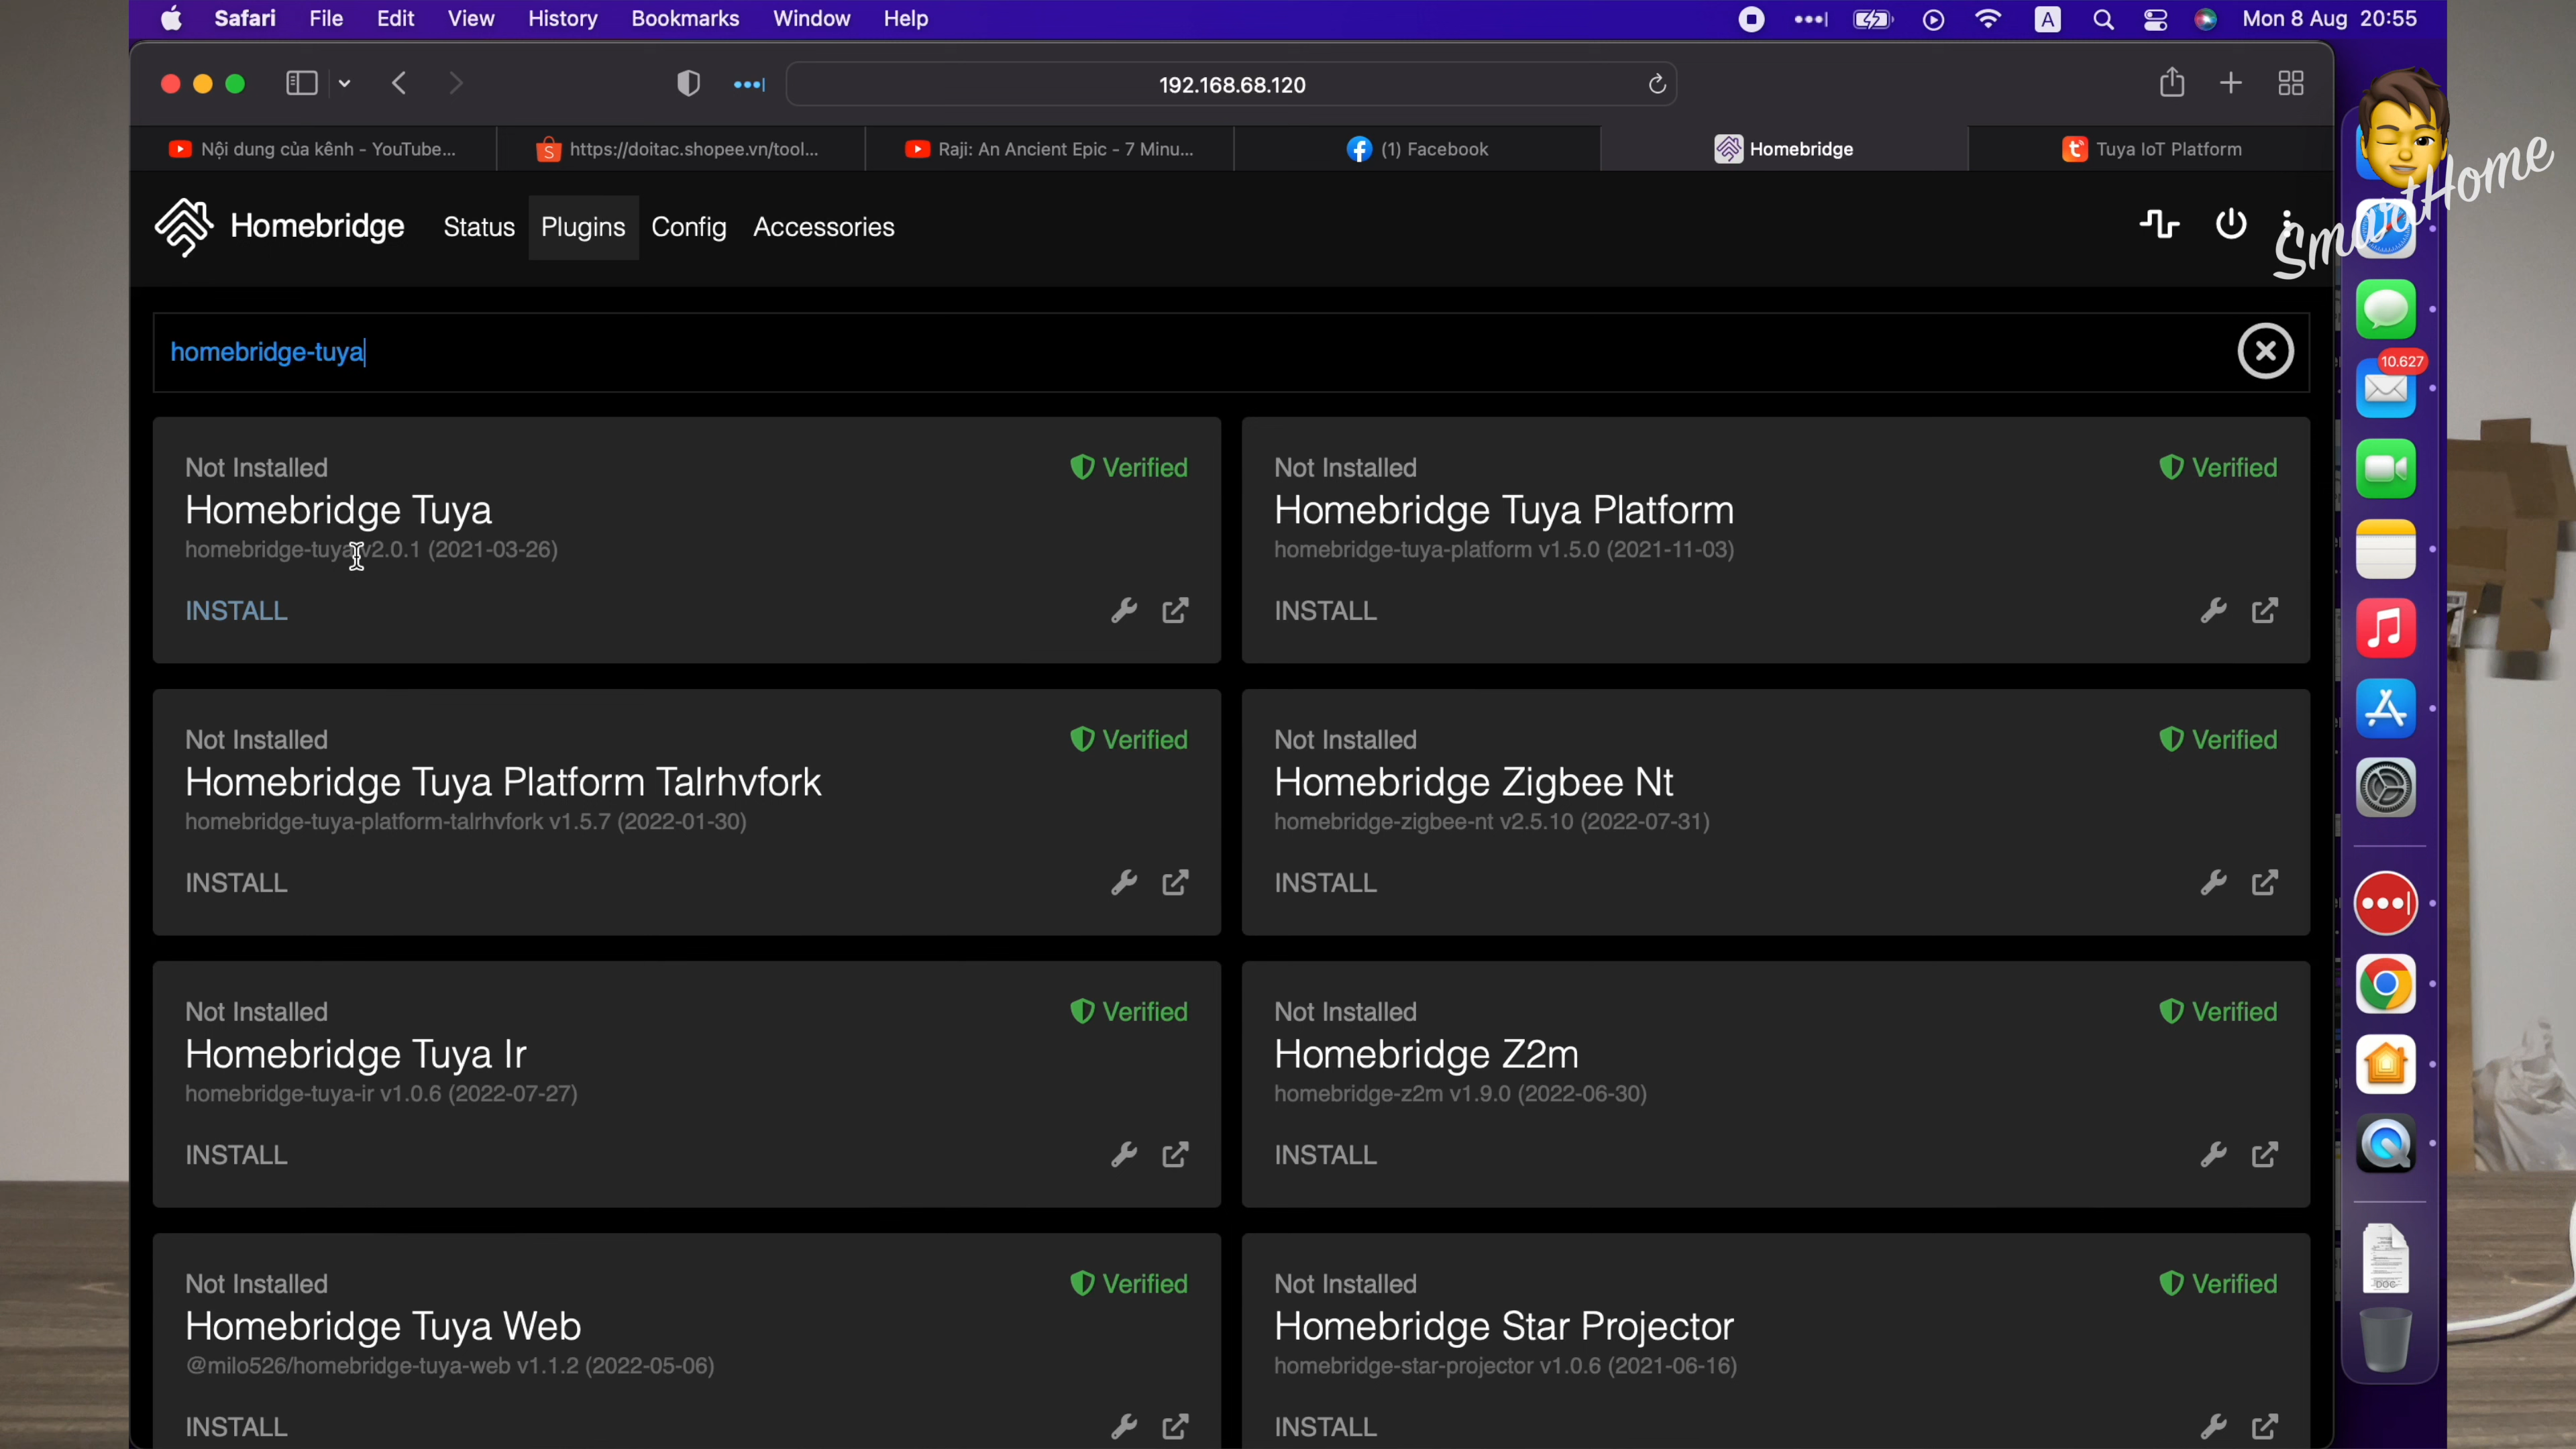 Safari File Edit View History Bookmarks Window Help
A
Mon 8 Aug 20:55
192.168.68.120
Nội dung của kênh - YouTube...
https://doitac.shopee.vn/tool...
Raji: An Ancient Epic - 7 Minu...
(1) Facebook
Homebridge
Tuya IoT Platform
SmartHome
Homebridge
Status Plugins Config Accessories
homebridge-tuya
10.627
Not Installed
Verified
Homebridge Tuya
homebridge-tuya v2.0.1 (2021-03-26)
INSTALL
Not Installed
Verified
Homebridge Tuya Platform
homebridge-tuya-platform v1.5.0 (2021-11-03)
INSTALL
Not Installed
Verified
Homebridge Tuya Platform Talrhvfork
homebridge-tuya-platform-talrhvfork v1.5.7 (2022-01-30)
INSTALL
Not Installed
Verified
Homebridge Zigbee Nt
homebridge-zigbee-nt v2.5.10 (2022-07-31)
INSTALL
Not Installed
Verified
Homebridge Tuya Ir
homebridge-tuya-ir v1.0.6 (2022-07-27)
INSTALL
Not Installed
Verified
Homebridge Z2m
homebridge-z2m v1.9.0 (2022-06-30)
INSTALL
Not Installed
Verified
Homebridge Tuya Web
@milo526/homebridge-tuya-web v1.1.2 (2022-05-06)
INSTALL
Not Installed
Verified
Homebridge Star Projector
homebridge-star-projector v1.0.6 (2021-06-16)
INSTALL
DOC